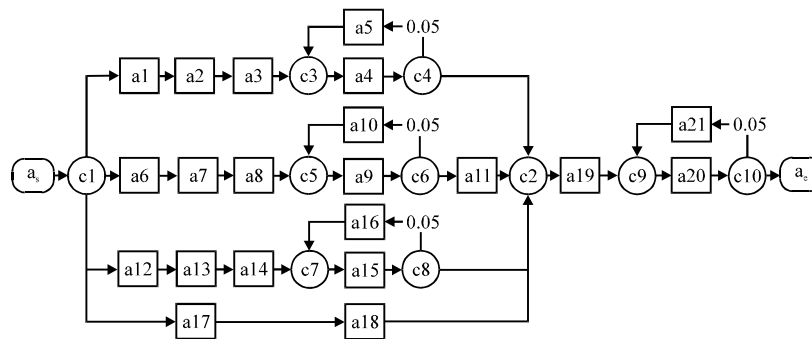 a5 0.05
a1 a2 a3 c3 a4 c4
a10 0.05 a21 0.05
as c1 a6 a7 a8 c5 a9 c6 a11 c2 a19 c9 a20 c10 ae
a16 0.05
a12 a13 a14 c7 a15 c8
a17 a18